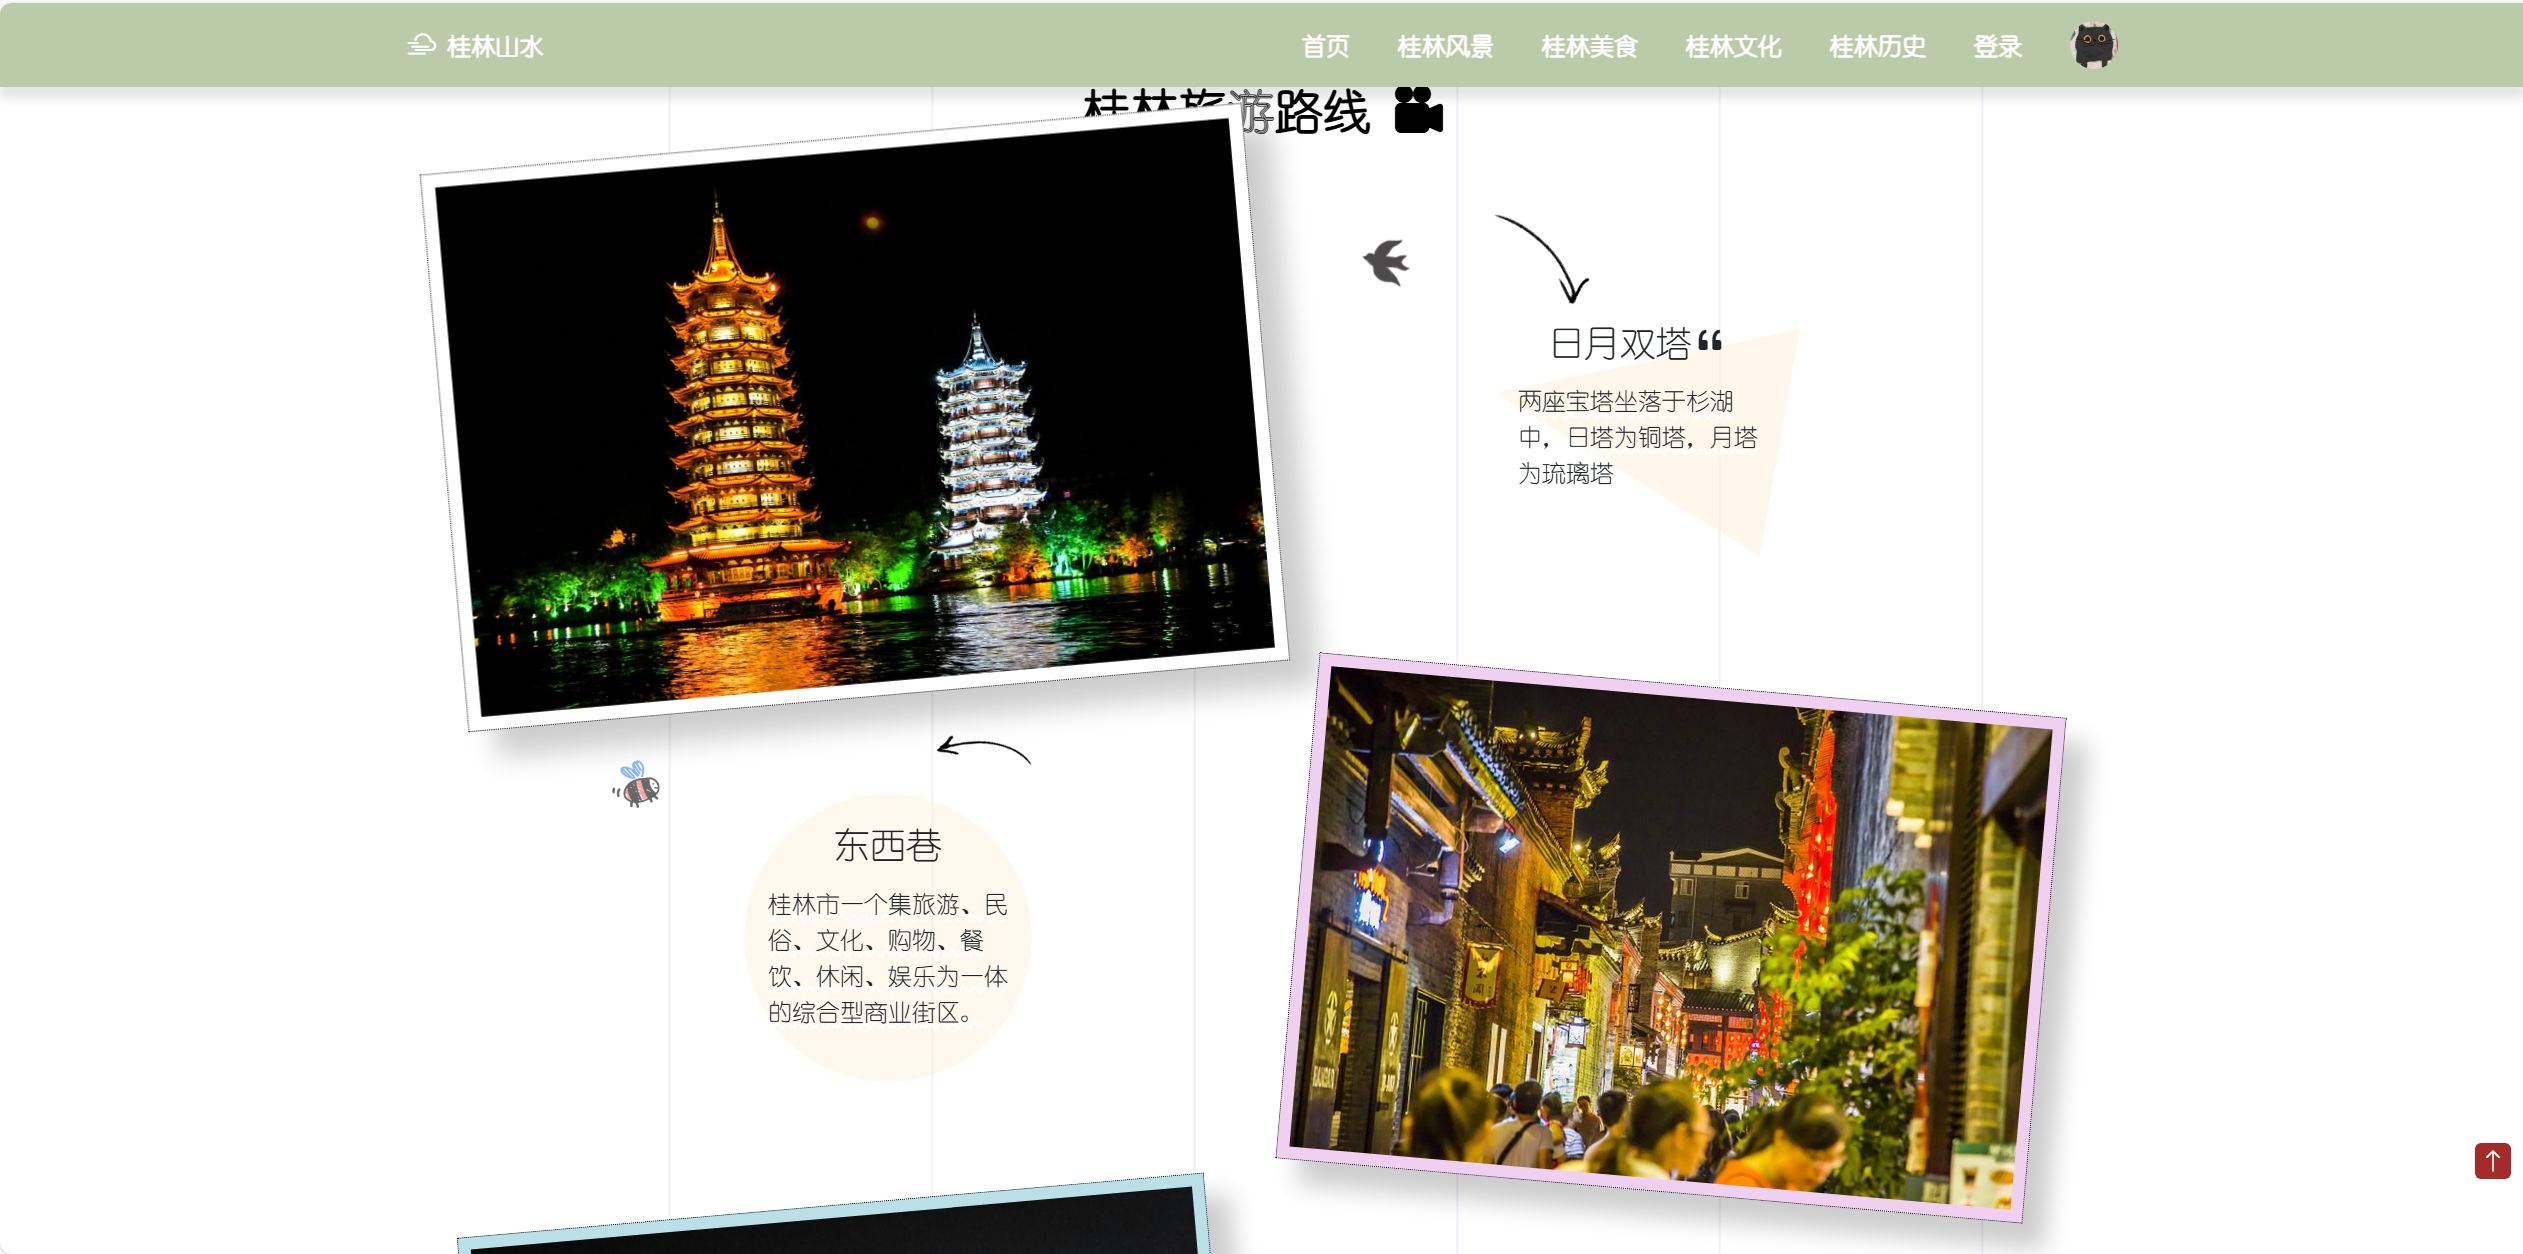 桂林山水
首页 桂林风景 桂林美食 桂林文化 桂林历史 登录
桂林旅游路线
日月双塔
两座宝塔坐落于杉湖
中，日塔为铜塔，月塔
为琉璃塔
东西巷
桂林市一个集旅游、民
俗、文化、购物、餐
饮、休闲、娱乐为一体
的综合型商业街区。